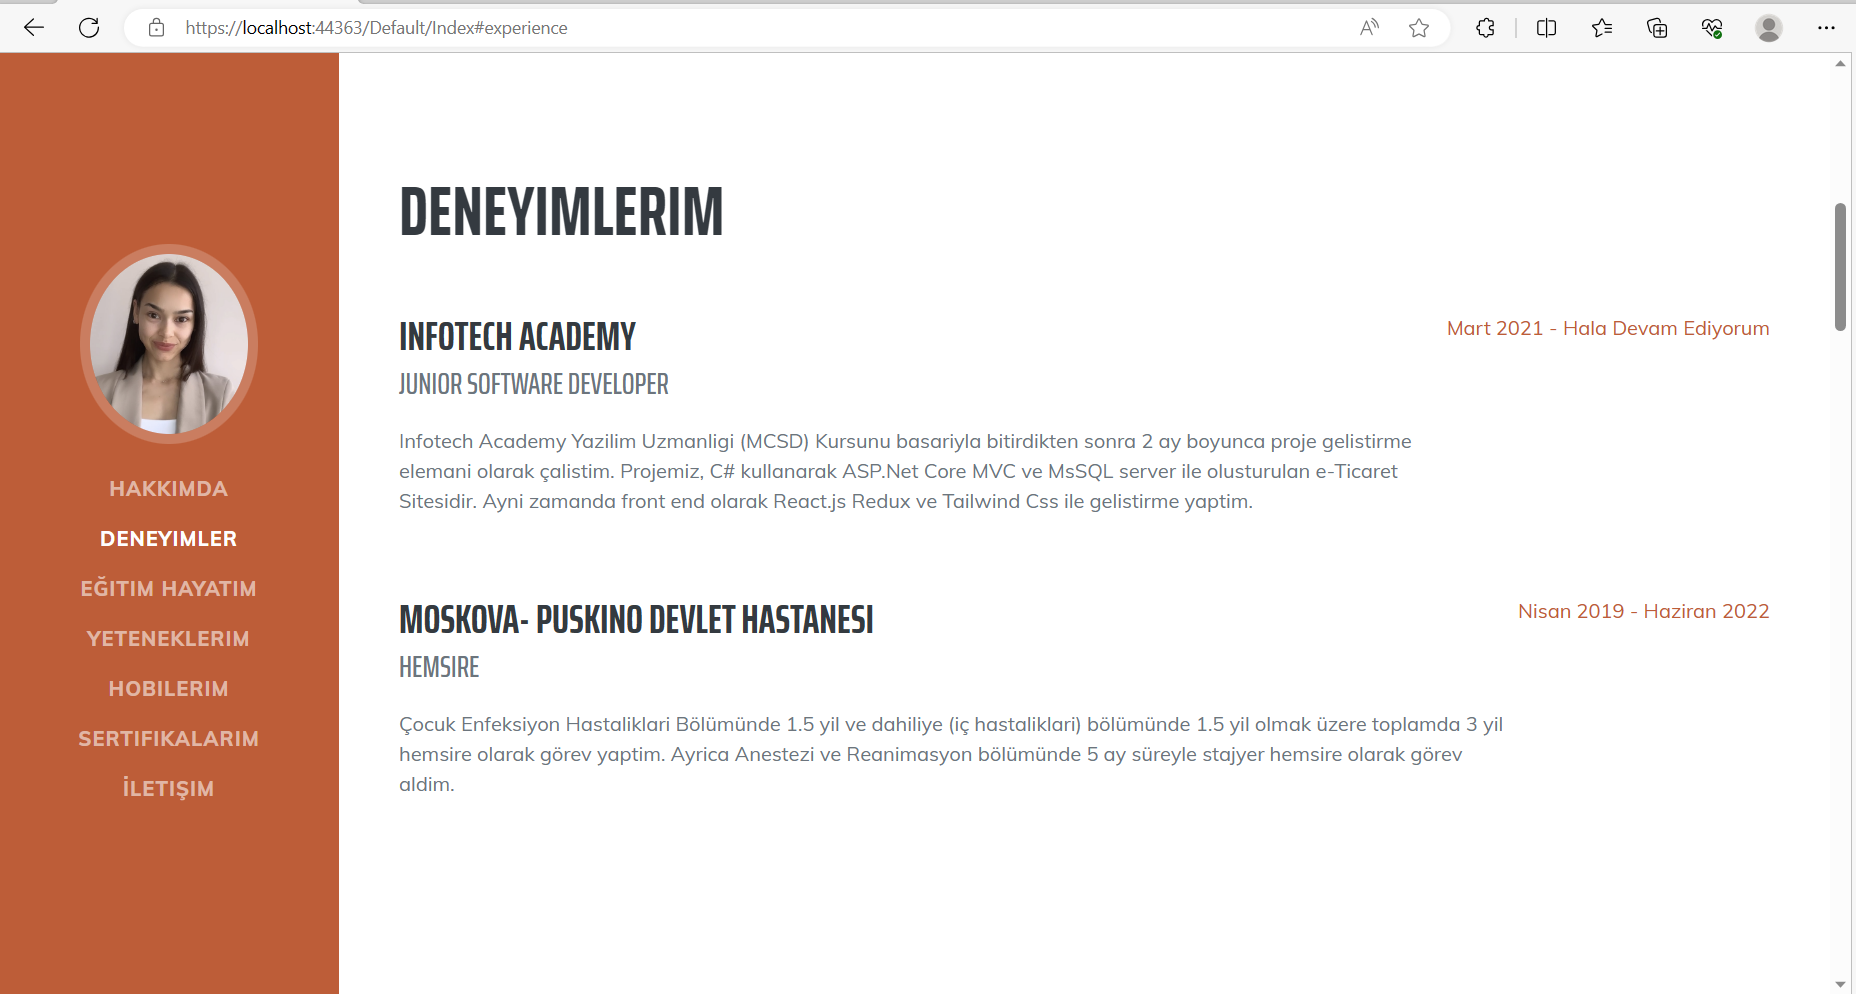 https://localhost:44363/Default/Index#experience
HAKKIMDA
DENEYIMLER
EĞITIM HAYATIM
YETENEKLERIM
HOBILERIM
SERTIFIKALARIM
İLETIŞIM
DENEYIMLERIM
INFOTECH ACADEMY
Mart 2021 - Hala Devam Ediyorum
JUNIOR SOFTWARE DEVELOPER
Infotech Academy Yazilim Uzmanligi (MCSD) Kursunu basariyla bitirdikten sonra 2 ay boyunca proje gelistirme
elemani olarak çalistim. Projemiz, C# kullanarak ASP.Net Core MVC ve MsSQL server ile olusturulan e-Ticaret
Sitesidir. Ayni zamanda front end olarak React.js Redux ve Tailwind Css ile gelistirme yaptim.
MOSKOVA- PUSKINO DEVLET HASTANESI
Nisan 2019 - Haziran 2022
HEMSIRE
Çocuk Enfeksiyon Hastaliklari Bölümünde 1.5 yil ve dahiliye (iç hastaliklari) bölümünde 1.5 yil olmak üzere toplamda 3 yil
hemsire olarak görev yaptim. Ayrica Anestezi ve Reanimasyon bölümünde 5 ay süreyle stajyer hemsire olarak görev
aldim.